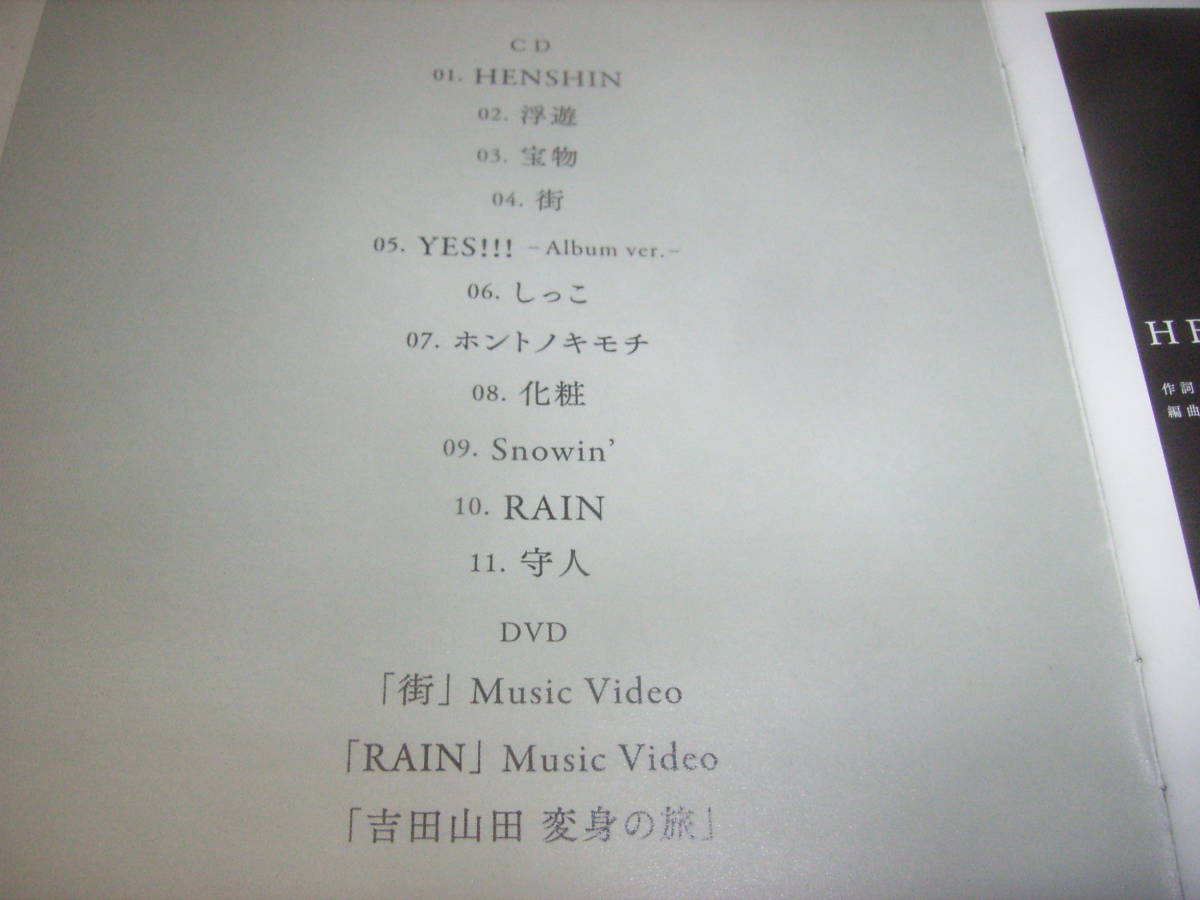 CD
01. HENSHIN
02. 浮遊
03. 宝物
04. 街
05. YES!!! –Album ver.–
06. しっこ
07. ホントノキモチ
08. 化粧
09. Snowin’
10. RAIN
11. 守人
DVD
「街」 Music Video
「RAIN」 Music Video
「吉田山田 変身の旅」
HE
作詞
編曲